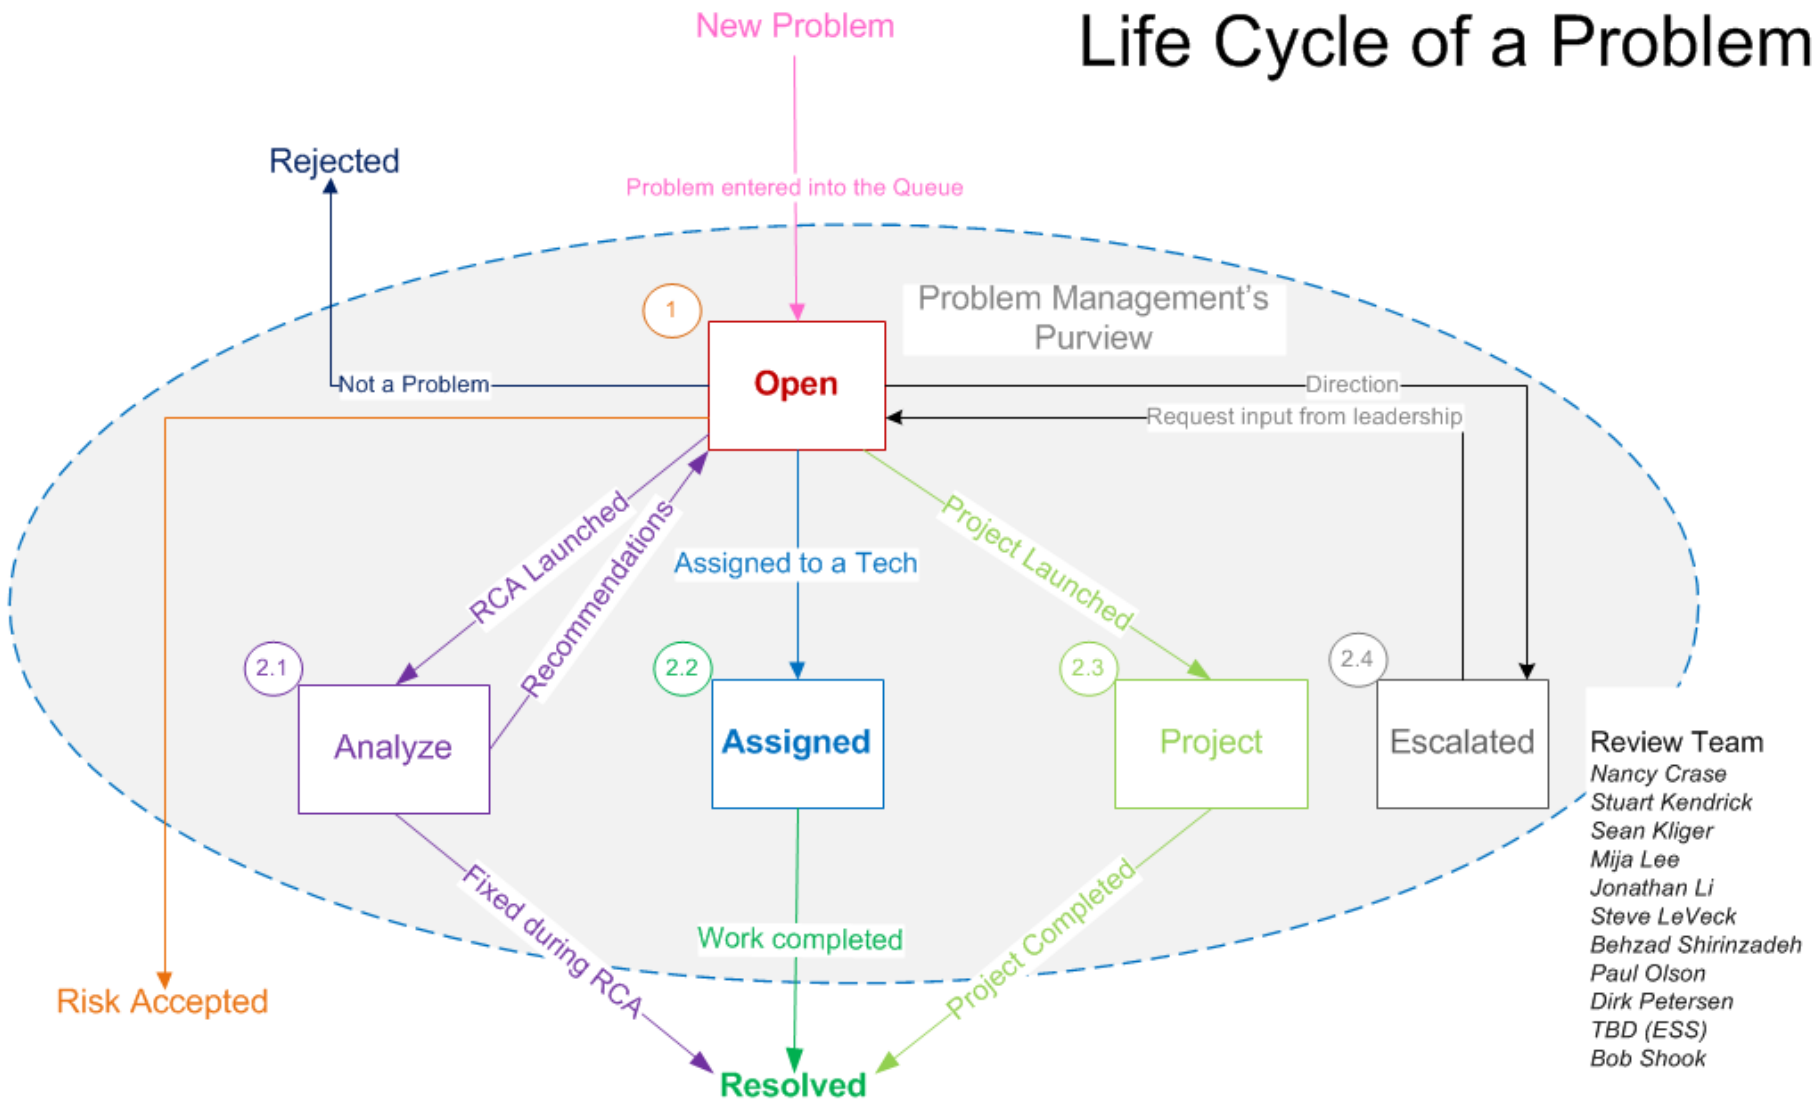 Life Cycle of a Problem
New Problem
Rejected
Problem entered into the Queue
1
Problem Management's
Purview
Open
Not a Problem
Direction
Request input from leadership
RCA Launched
Recommendations
Assigned to a Tech
Project Launched
2.1
2.2
2.3
2.4
Analyze
Assigned
Project
Escalated
Review Team
Nancy Crase
Stuart Kendrick
Sean Kliger
Mija Lee
Jonathan Li
Steve LeVeck
Behzad Shirinzadeh
Paul Olson
Dirk Petersen
TBD (ESS)
Bob Shook
Fixed during RCA
Work completed
Project Completed
Risk Accepted
Resolved